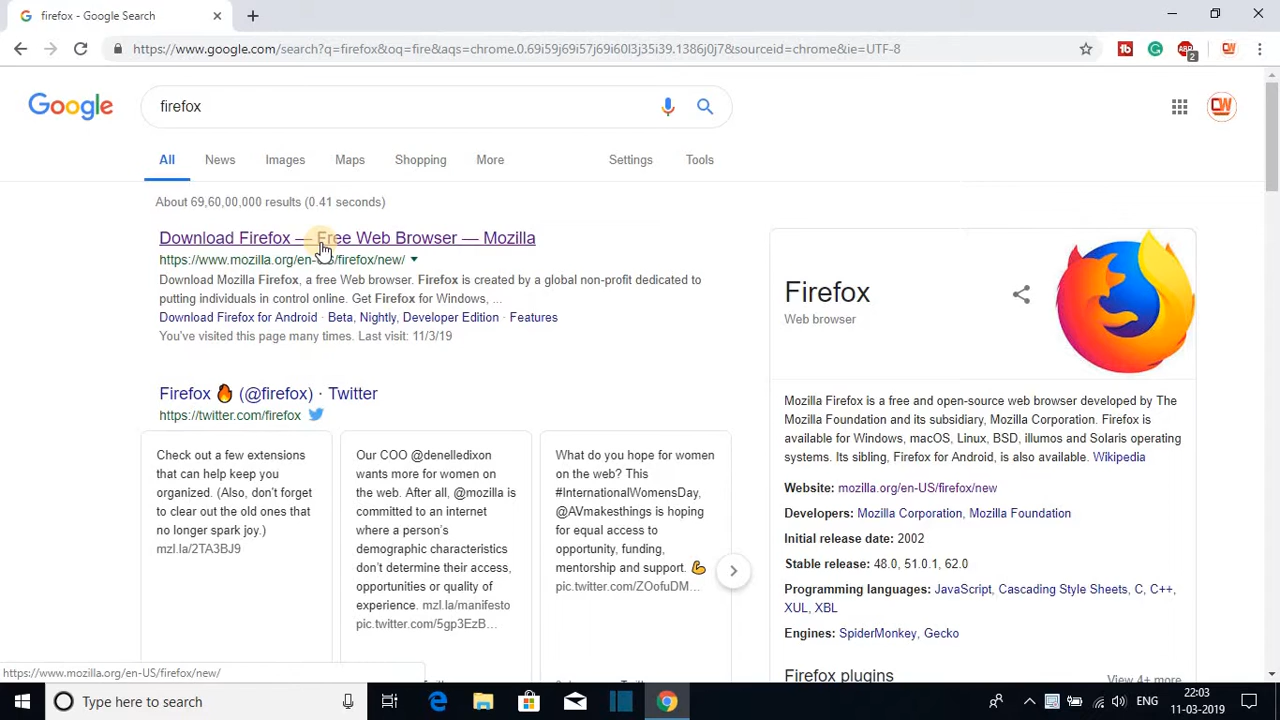 firefox - Google Search
https://www.google.com/search?q=firefox&oq=fire&aqs=chrome.0.69i59j69i57j69i60l3j35i39.1386j0j7&sourceid=chrome&ie=UTF-8
2
Google
firefox
All News Images Maps Shopping More Settings Tools
About 69,60,00,000 results (0.41 seconds)
Download Firefox — Free Web Browser — Mozilla
https://www.mozilla.org/en-US/firefox/new/
Download Mozilla Firefox, a free Web browser. Firefox is created by a global non-profit dedicated to
putting individuals in control online. Get Firefox for Windows, ...
Download Firefox for Android · Beta, Nightly, Developer Edition · Features
You've visited this page many times. Last visit: 11/3/19
Firefox 🔥 (@firefox) · Twitter
https://twitter.com/firefox
Check out a few extensions
that can help keep you
organized. (Also, don't forget
to clear out the old ones that
no longer spark joy.)
mzl.la/2TA3BJ9
Our COO @denelledixon
wants more for women on
the web. After all, @mozilla is
committed to an internet
where a person's
demographic characteristics
don't determine their access,
opportunities or quality of
experience. mzl.la/manifesto
pic.twitter.com/5gp3EzB...
What do you hope for women
on the web? This
#InternationalWomensDay,
@AVmakesthings is hoping
for equal access to
opportunity, funding,
mentorship and support. 💪
pic.twitter.com/ZOofuDM...
Firefox
Web browser
Mozilla Firefox is a free and open-source web browser developed by The
Mozilla Foundation and its subsidiary, Mozilla Corporation. Firefox is
available for Windows, macOS, Linux, BSD, illumos and Solaris operating
systems. Its sibling, Firefox for Android, is also available. Wikipedia
Website: mozilla.org/en-US/firefox/new
Developers: Mozilla Corporation, Mozilla Foundation
Initial release date: 2002
Stable release: 48.0, 51.0.1, 62.0
Programming languages: JavaScript, Cascading Style Sheets, C, C++,
XUL, XBL
Engines: SpiderMonkey, Gecko
Firefox plugins View 4+ more
https://www.mozilla.org/en-US/firefox/new/
Type here to search
ENG
22:03
11-03-2019